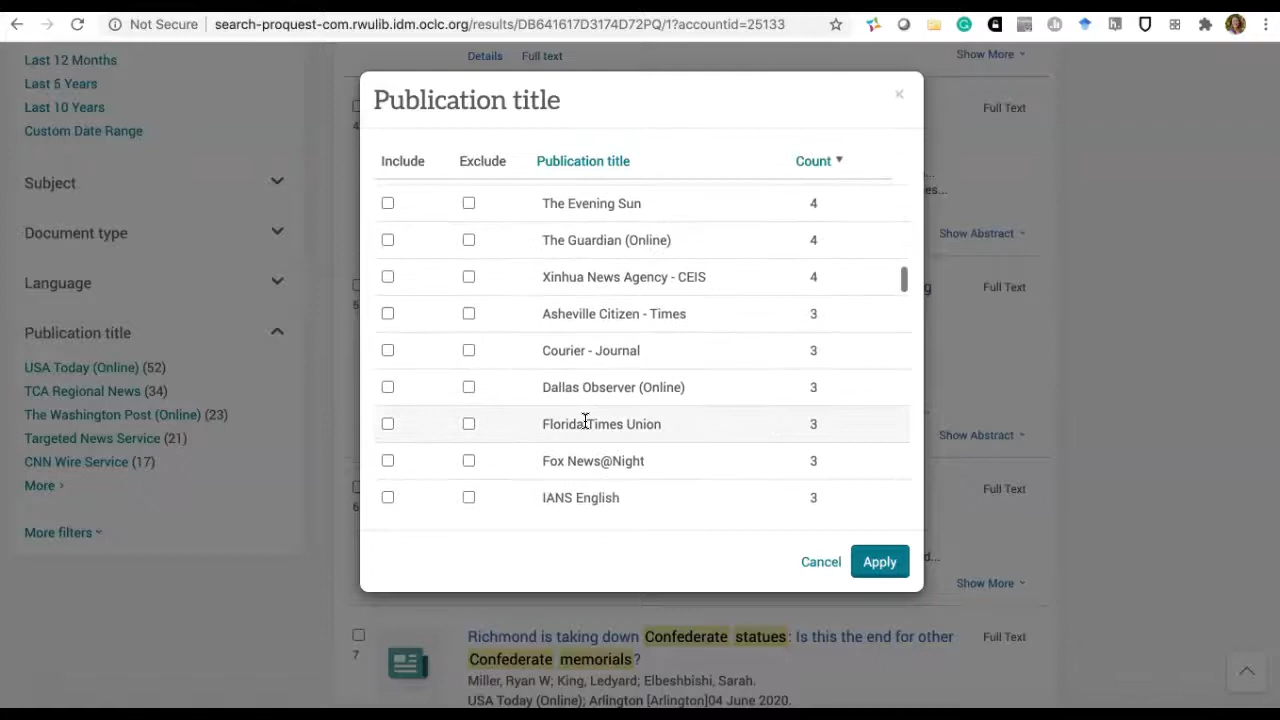 Not Secure search-proquest-com.rwulib.idm.oclc.org/results/DB641617D3174D72PQ/1?accountid=25133
Last 12 Months
Last 5 Years
Last 10 Years
Custom Date Range
Subject
Document type
Language
Publication title
USA Today (Online) (52)
TCA Regional News (34)
The Washington Post (Online) (23)
Targeted News Service (21)
CNN Wire Service (17)
More >
More filters
Details Full text
Show More
4
Full Text
es...
Show Abstract
5
g
Full Text
Show Abstract
6
Full Text
d...
Show More
Publication title
×
Include Exclude Publication title Count ▼
The Evening Sun 4
The Guardian (Online) 4
Xinhua News Agency - CEIS 4
Asheville Citizen - Times 3
Courier - Journal 3
Dallas Observer (Online) 3
Florida Times Union 3
Fox News@Night 3
IANS English 3
Cancel Apply
7
Richmond is taking down Confederate statues: Is this the end for other
Confederate memorials?
Full Text
Miller, Ryan W; King, Ledyard; Elbeshbishi, Sarah.
USA Today (Online); Arlington [Arlington]04 June 2020.